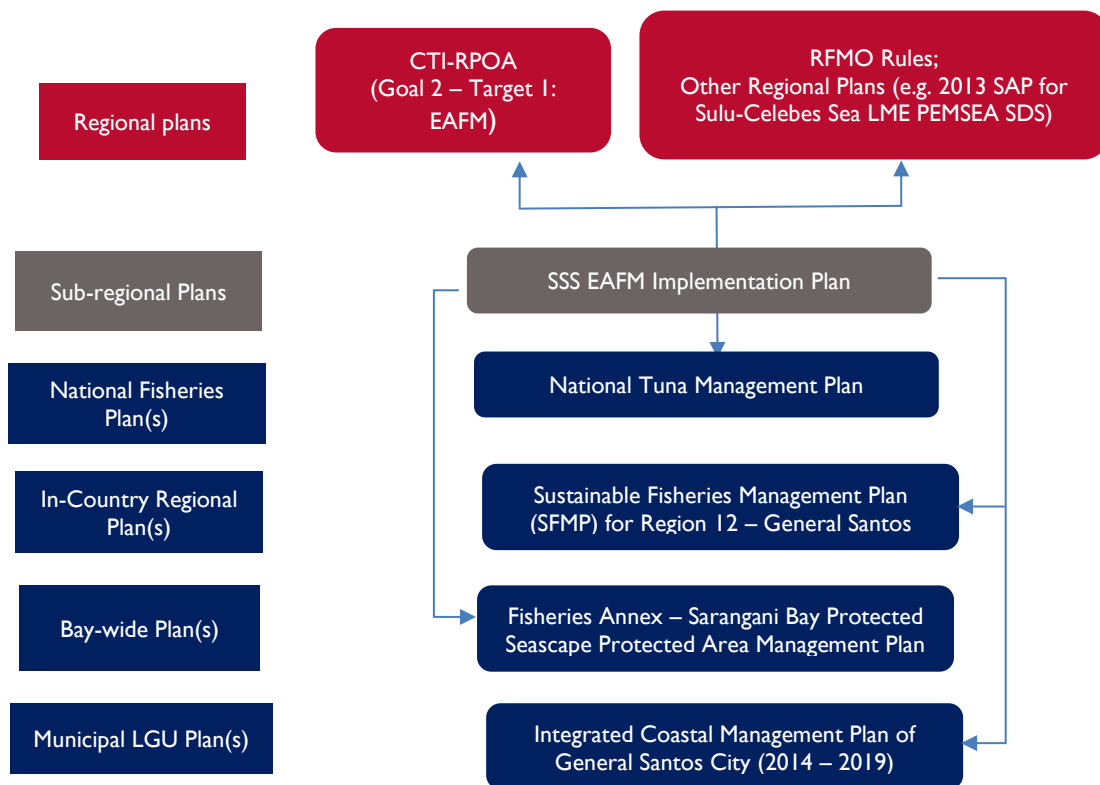 CTI-RPOA
(Goal 2 – Target 1:
EAFM)
RFMO Rules;
Other Regional Plans (e.g. 2013 SAP for
Sulu-Celebes Sea LME PEMSEA SDS)
Regional plans
Sub-regional Plans
SSS EAFM Implementation Plan
National Fisheries
Plan(s)
National Tuna Management Plan
In-Country Regional
Plan(s)
Sustainable Fisheries Management Plan
(SFMP) for Region 12 – General Santos
Bay-wide Plan(s)
Fisheries Annex – Sarangani Bay Protected
Seascape Protected Area Management Plan
Municipal LGU Plan(s)
Integrated Coastal Management Plan of
General Santos City (2014 – 2019)